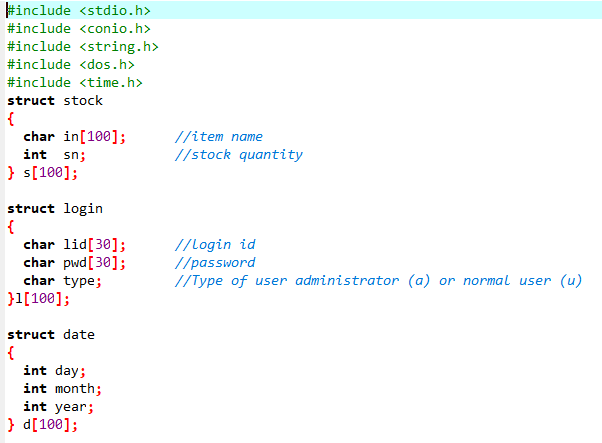 #include <stdio.h>
#include <conio.h>
#include <string.h>
#include <dos.h>
#include <time.h>
struct stock
{
  char in[100];      //item name
  int  sn;           //stock quantity
} s[100];

struct login
{
  char lid[30];      //login id
  char pwd[30];      //password
  char type;         //Type of user administrator (a) or normal user (u)
}l[100];

struct date
{
  int day;
  int month;
  int year;
} d[100];